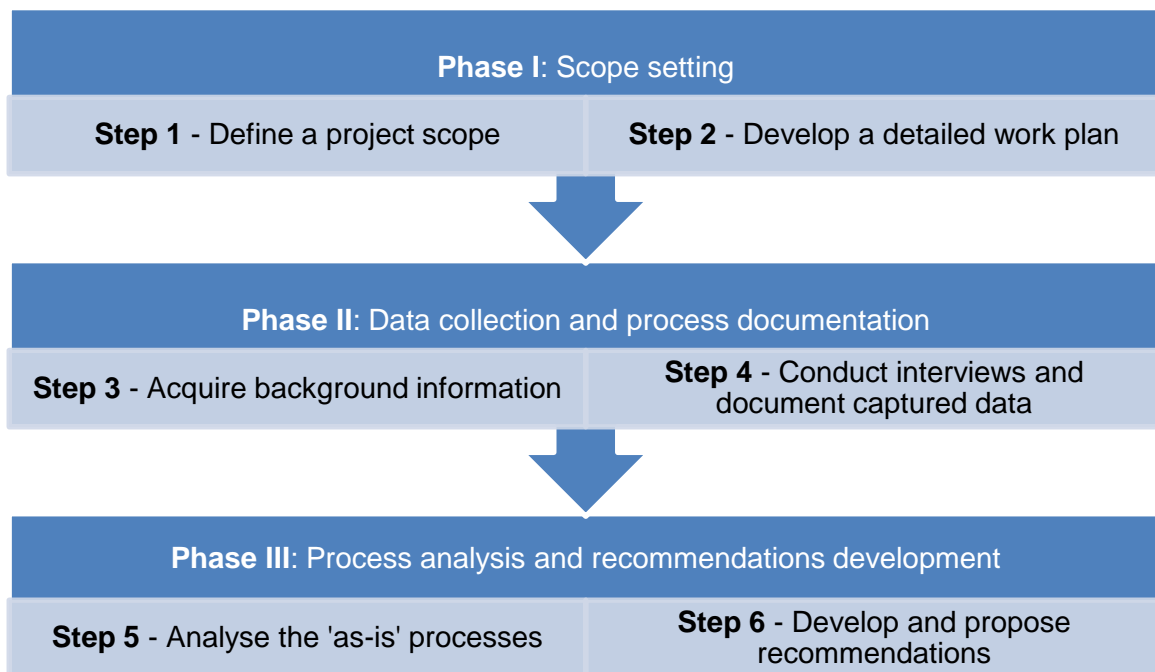 Phase I: Scope setting
Step 1 - Define a project scope
Step 2 - Develop a detailed work plan
Phase II: Data collection and process documentation
Step 3 - Acquire background information
Step 4 - Conduct interviews and
document captured data
Phase III: Process analysis and recommendations development
Step 5 - Analyse the 'as-is' processes
Step 6 - Develop and propose
recommendations